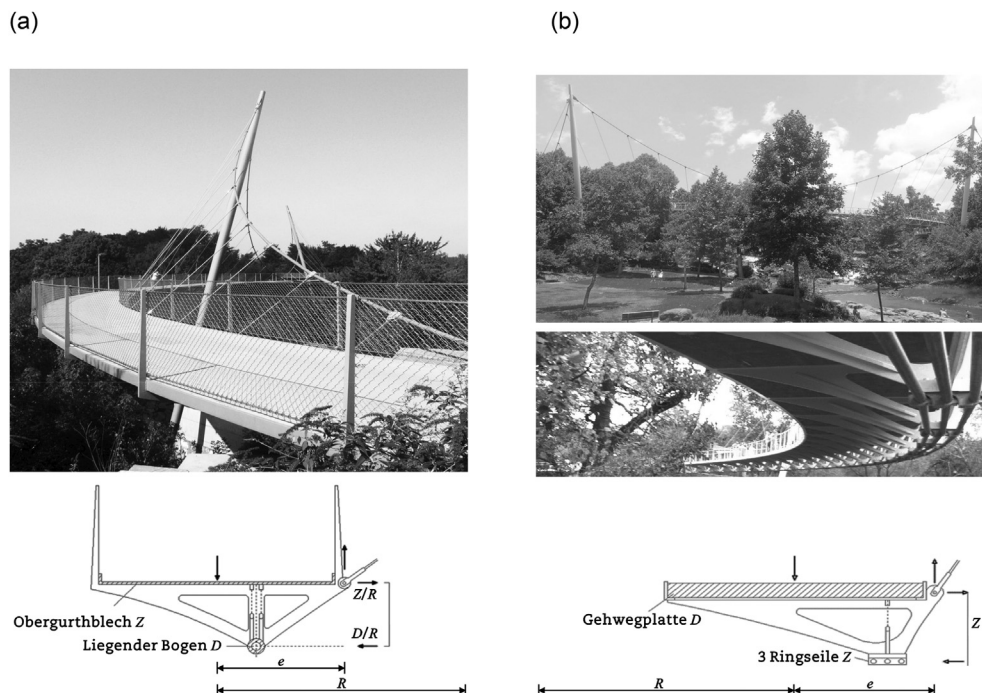 (a)
(b)
Z/R
Obergurthblech Z
D/R
Liegender Bogen D
e
R
Gehwegplatte D
Z
3 Ringseile Z
R
e